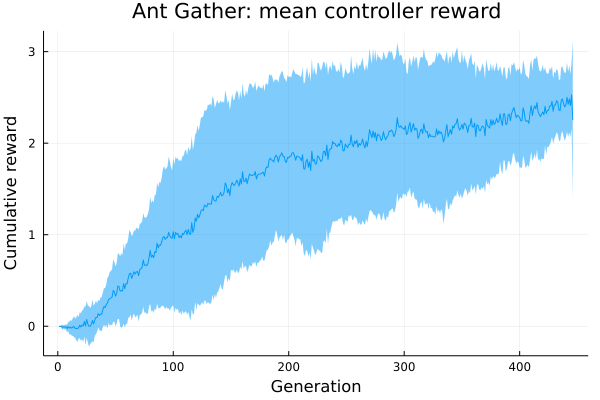 Ant Gather: mean controller reward
Cumulative reward
3
2
1
0
0 100 200 300 400
Generation